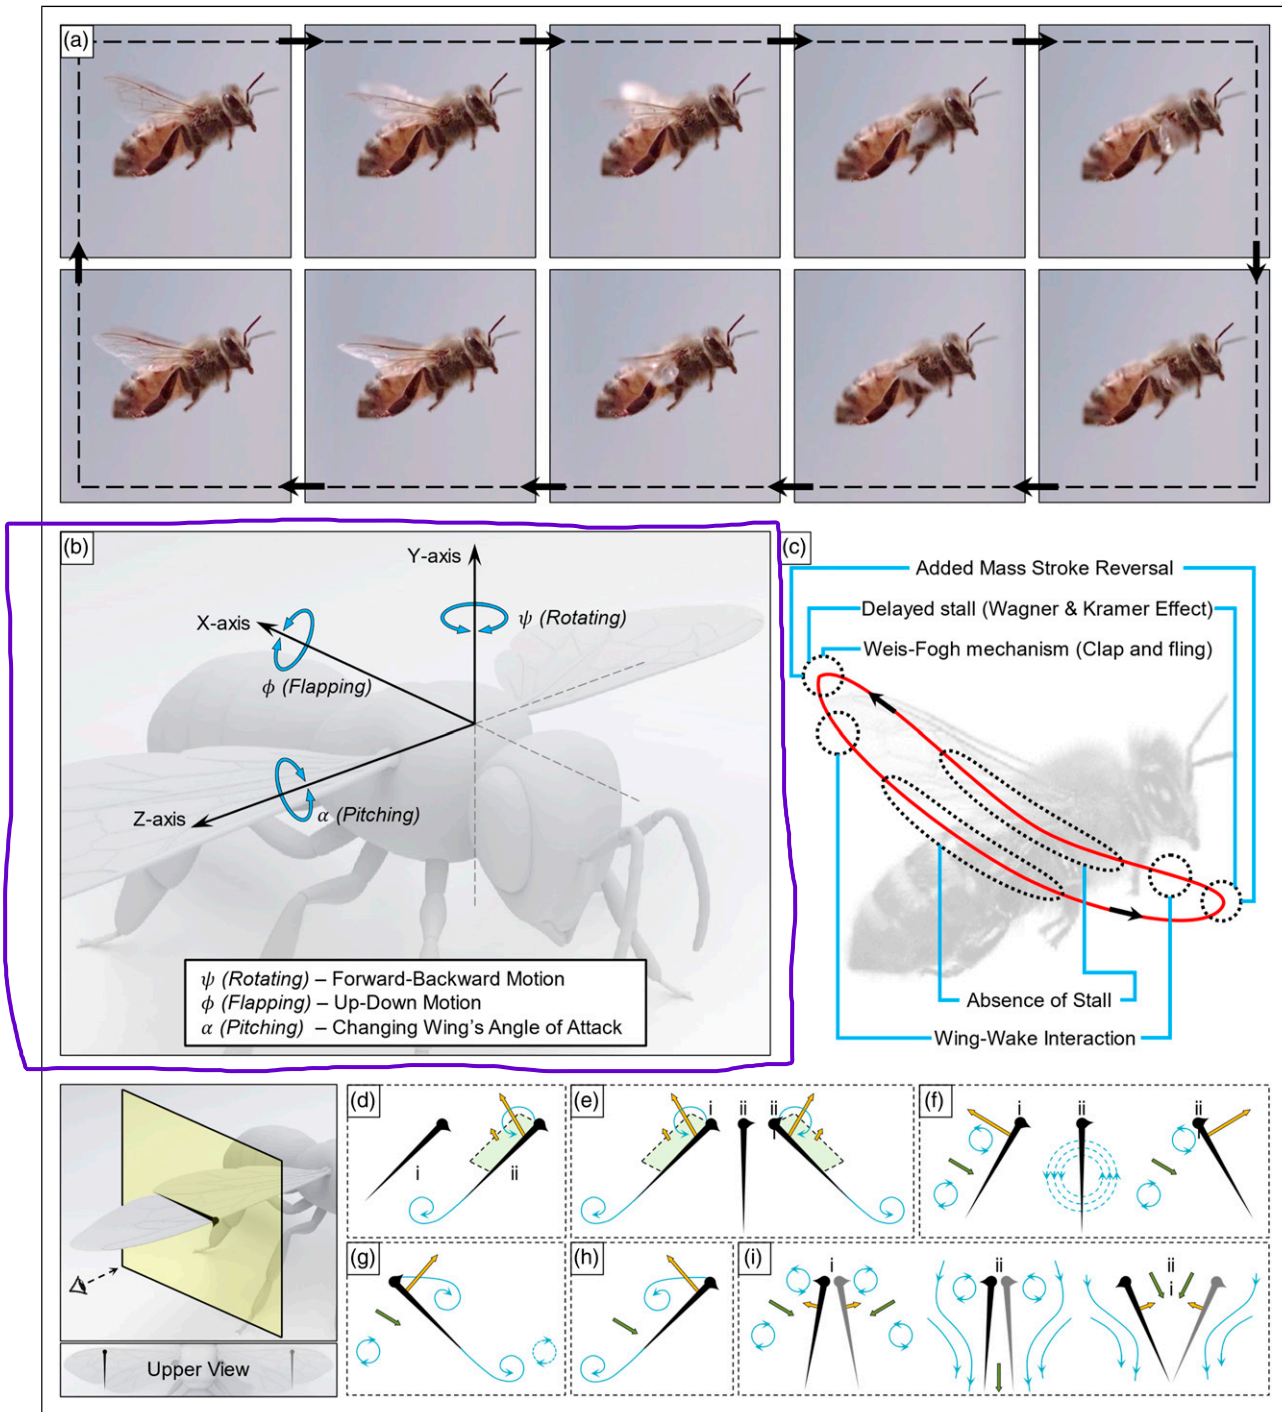 (a)
(b)
Y-axis
X-axis
ψ (Rotating)
ϕ (Flapping)
α (Pitching)
Z-axis
ψ (Rotating) – Forward-Backward Motion
ϕ (Flapping) – Up-Down Motion
α (Pitching) – Changing Wing's Angle of Attack
(c)
Added Mass Stroke Reversal
Delayed stall (Wagner & Kramer Effect)
Weis-Fogh mechanism (Clap and fling)
Absence of Stall
Wing-Wake Interaction
Upper View
(d)
i
ii
(e)
i ii ii
(f)
i ii ii
(g)
(h)
(i)
i ii ii
i